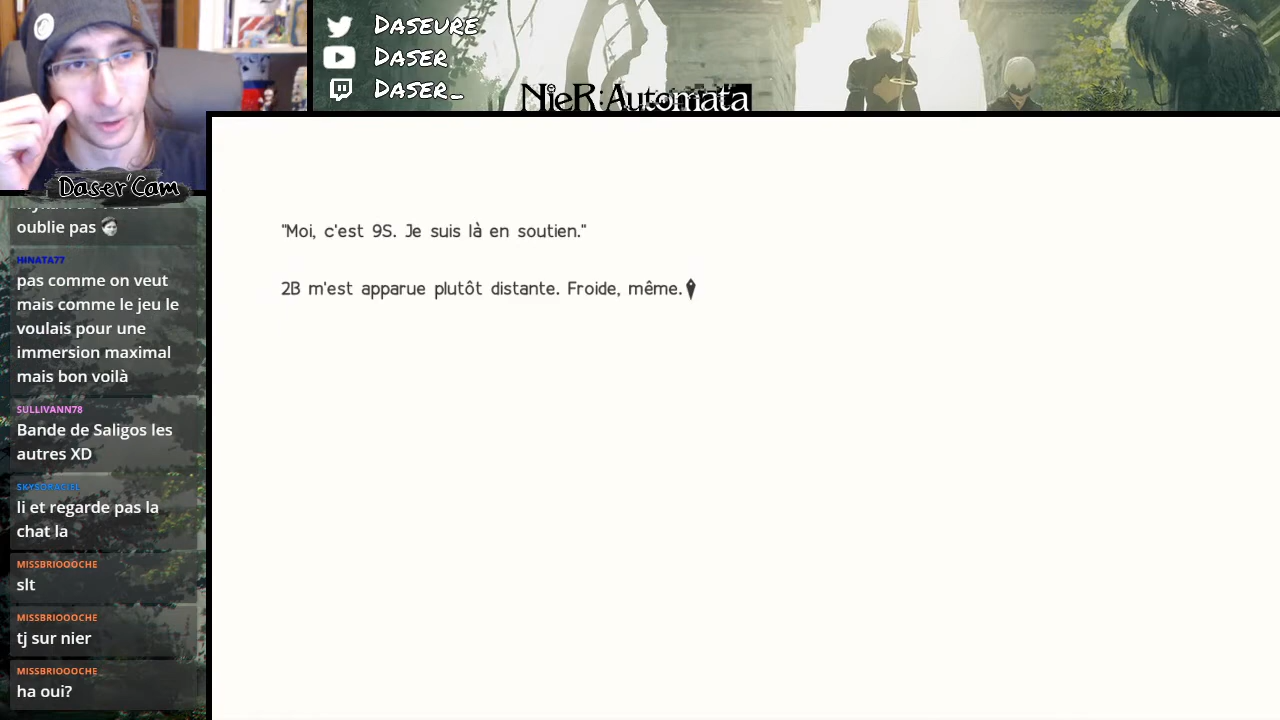 DASEURE
DASER
DASER_
NieR:Automata
Daser'Cam
oublie pas
HINATA77
pas comme on veut
mais comme le jeu le
voulais pour une
immersion maximal
mais bon voilà
SULLIVANN78
Bande de Saligos les
autres XD
SKYSORACIEL
li et regarde pas la
chat la
MISSBRIOOOCHE
slt
MISSBRIOOOCHE
tj sur nier
MISSBRIOOOCHE
ha oui?
"Moi, c'est 9S. Je suis là en soutien."
2B m'est apparue plutôt distante. Froide, même.